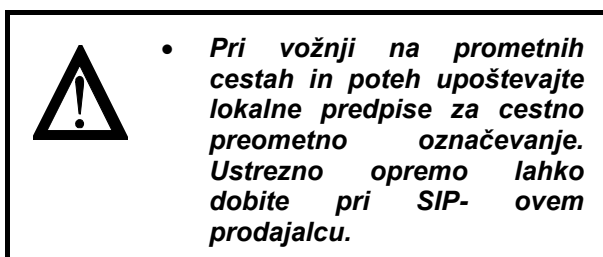 • Pri vožnji na prometnih
cestah in poteh upoštevajte
lokalne predpise za cestno
preometno označevanje.
Ustrezno opremo lahko
dobite pri SIP- ovem
prodajalcu.